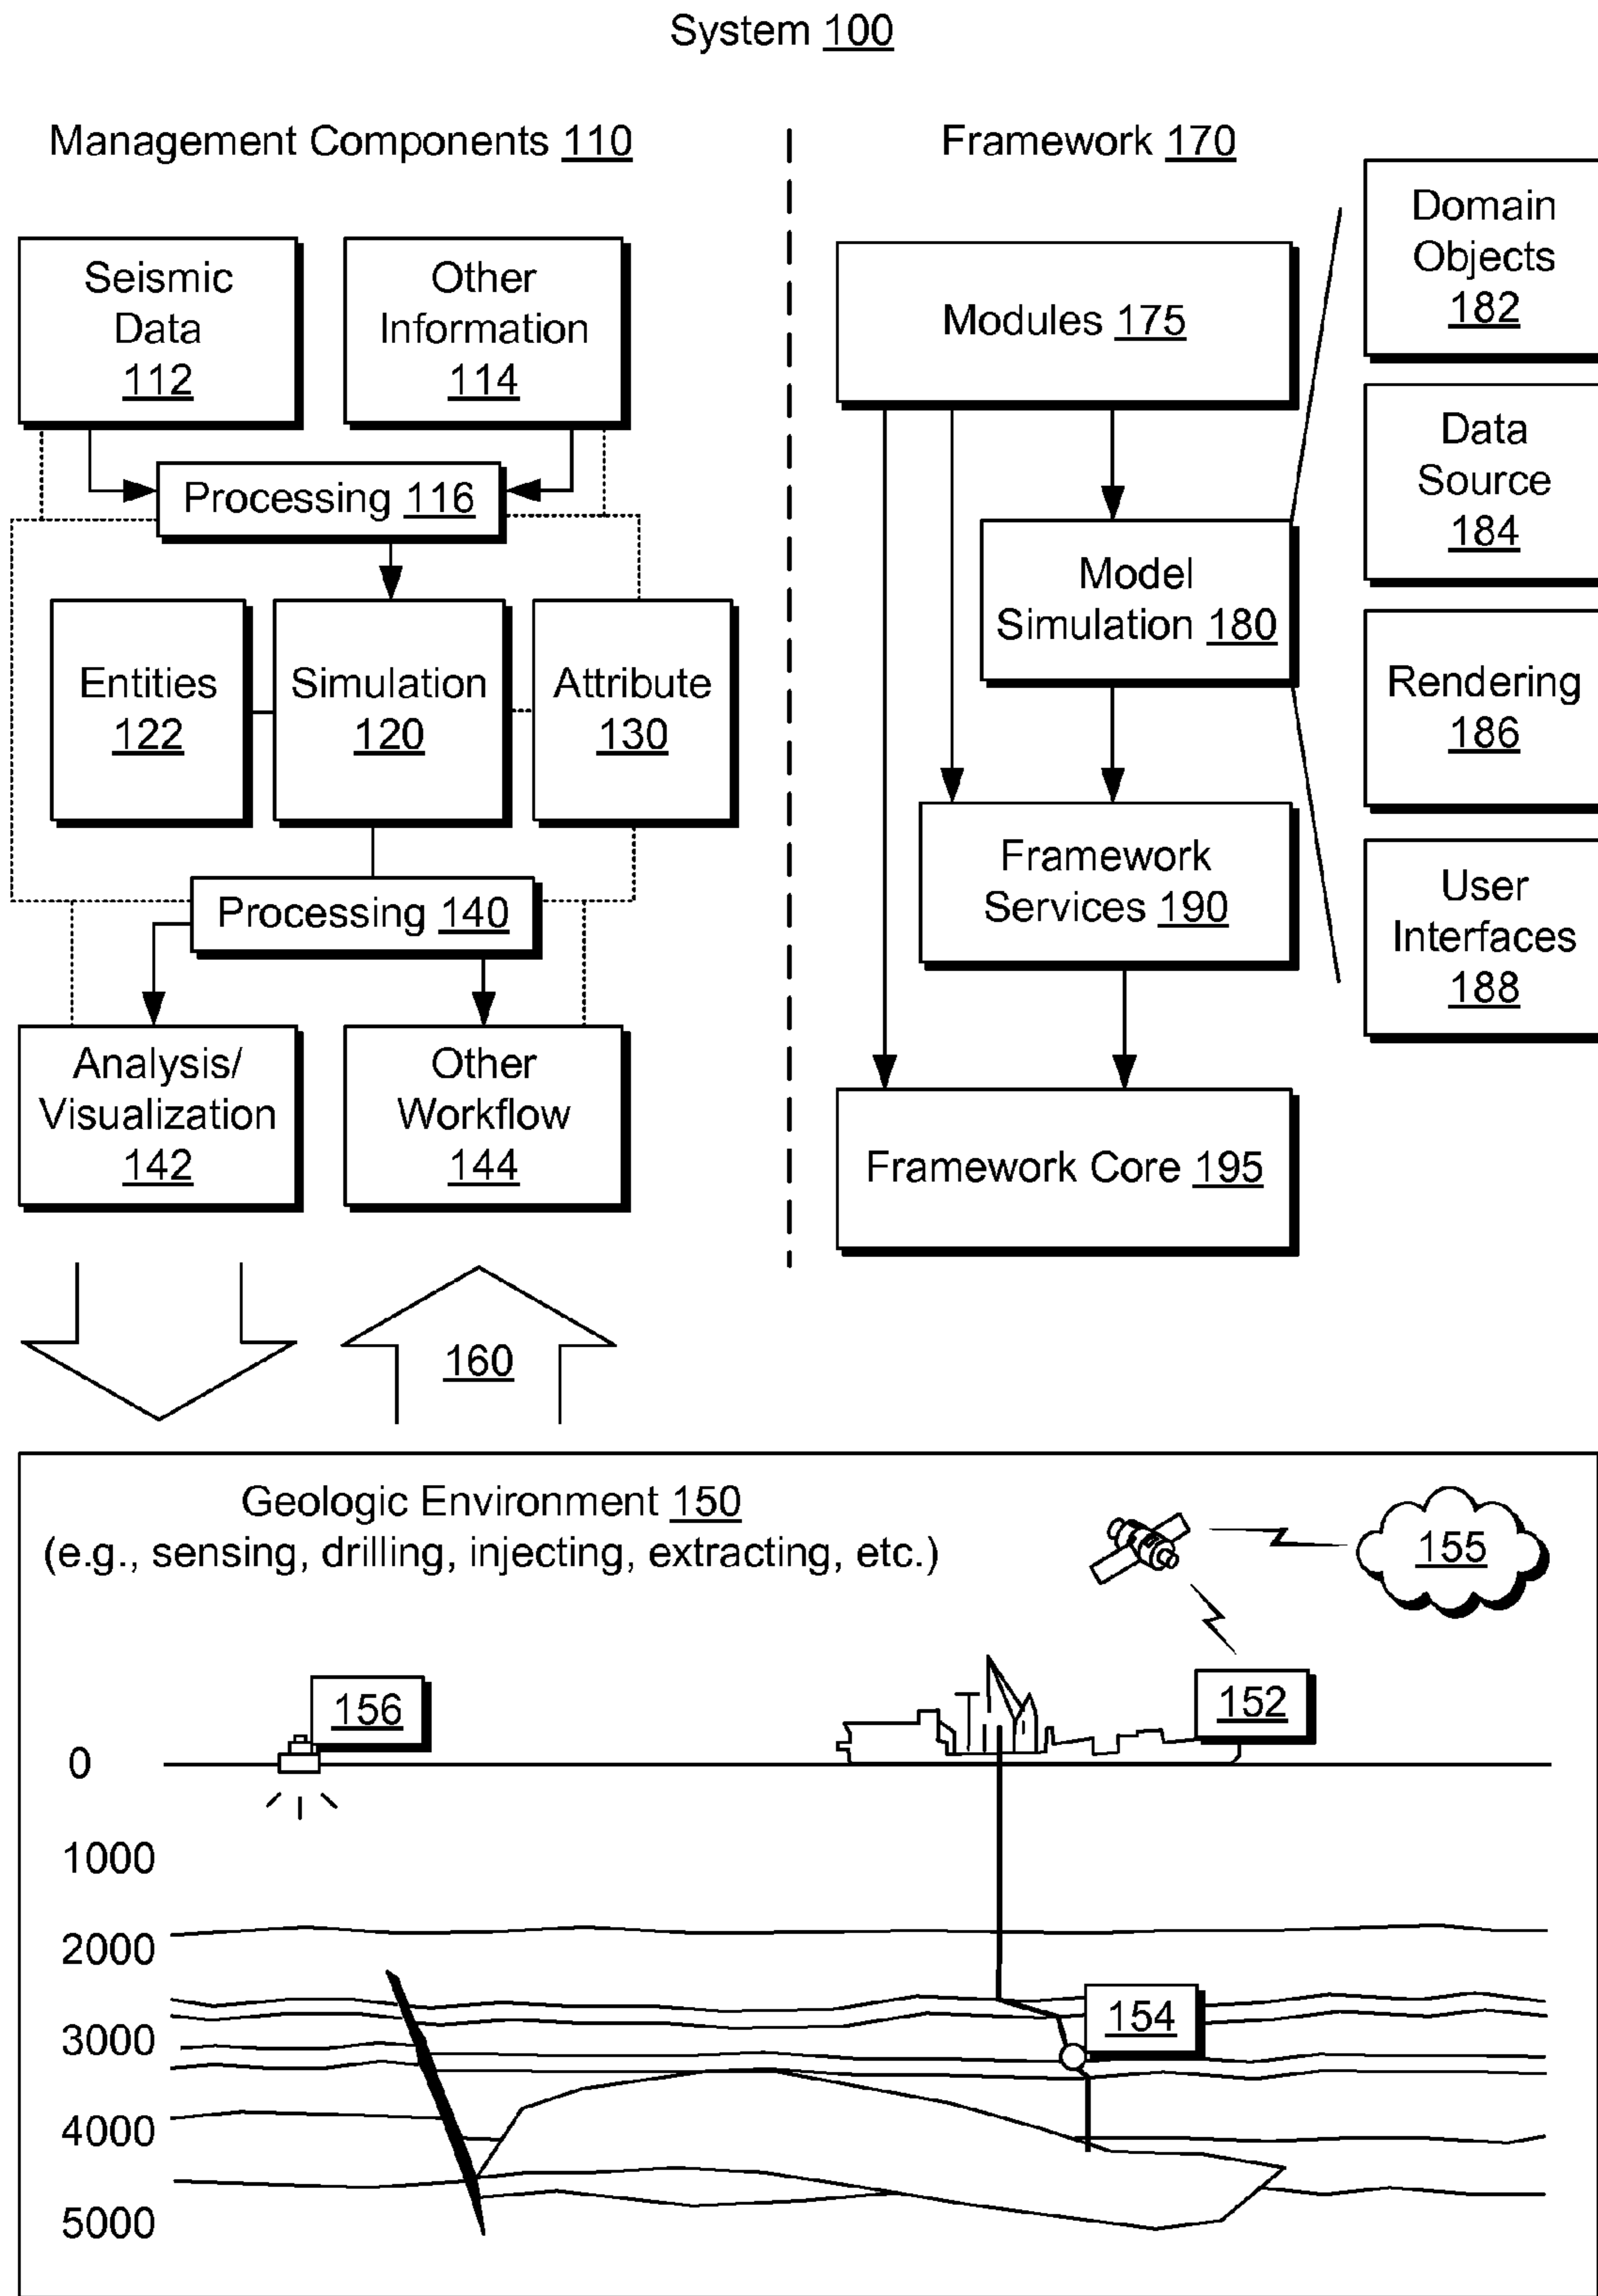 System 100
Management Components 110
Seismic
Data
112
Other
Information
114
Processing 116
Entities
122
Simulation
120
Attribute
130
Processing 140
Analysis/
Visualization
142
Other
Workflow
144
Framework 170
Modules 175
Model
Simulation 180
Framework
Services 190
Framework Core 195
Domain
Objects
182
Data
Source
184
Rendering
186
User
Interfaces
188
160
Geologic Environment 150
(e.g., sensing, drilling, injecting, extracting, etc.)
155
156
152
0
1000
2000
154
3000
4000
5000